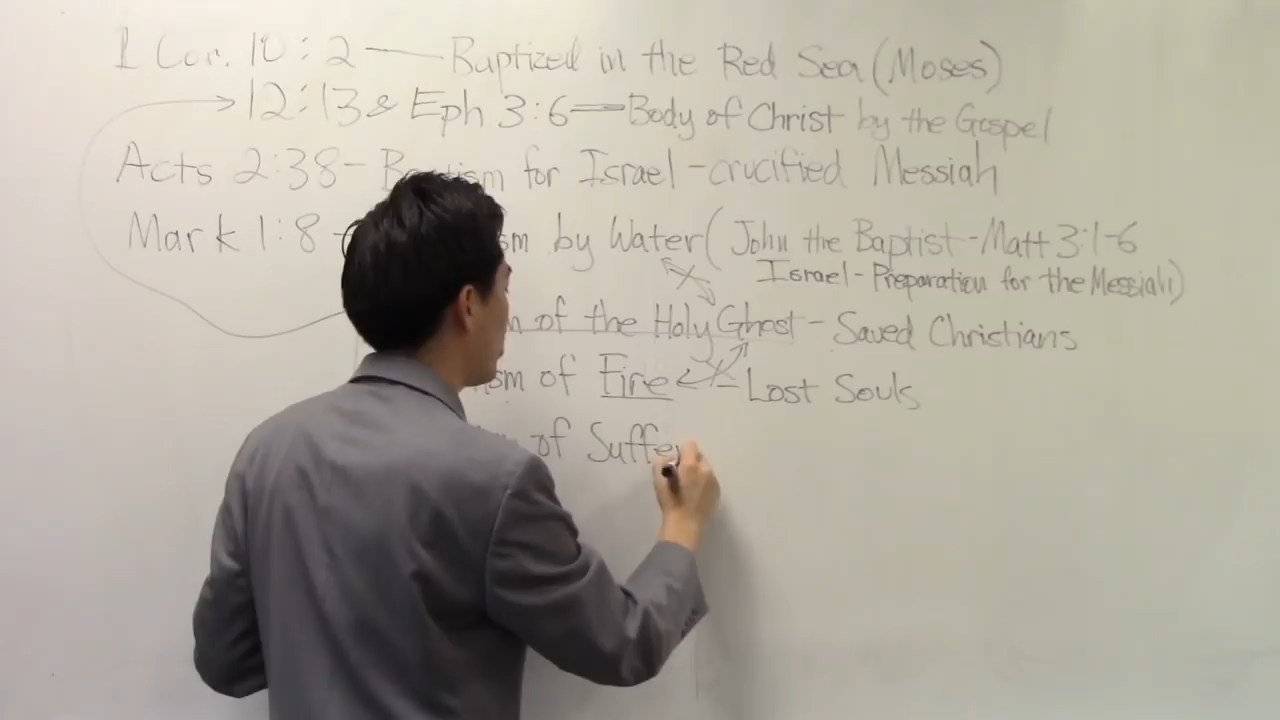 1 Cor. 10:2 — Baptized in the Red Sea (Moses)
12:13 & Eph 3:6 — Body of Christ by the Gospel
Acts 2:38 - Baptism for Israel - crucified Messiah
Mark 1:8 - sm by Water (John the Baptist - Matt 3:1-6
Israel - Preparation for the Messiah)
of the Holy Ghost - Saved Christians
sm of Fire - Lost Souls
of Suffe